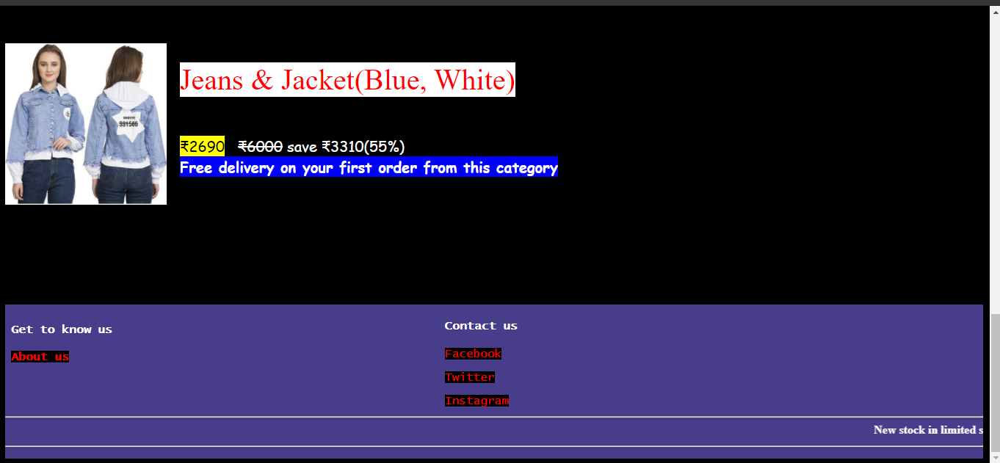 931566
Jeans & Jacket(Blue, White)
₹2690 ₹6000 save ₹3310(55%)
Free delivery on your first order from this category
Get to know us
About us
Contact us
Facebook
Twitter
Instagram
New stock in limited s